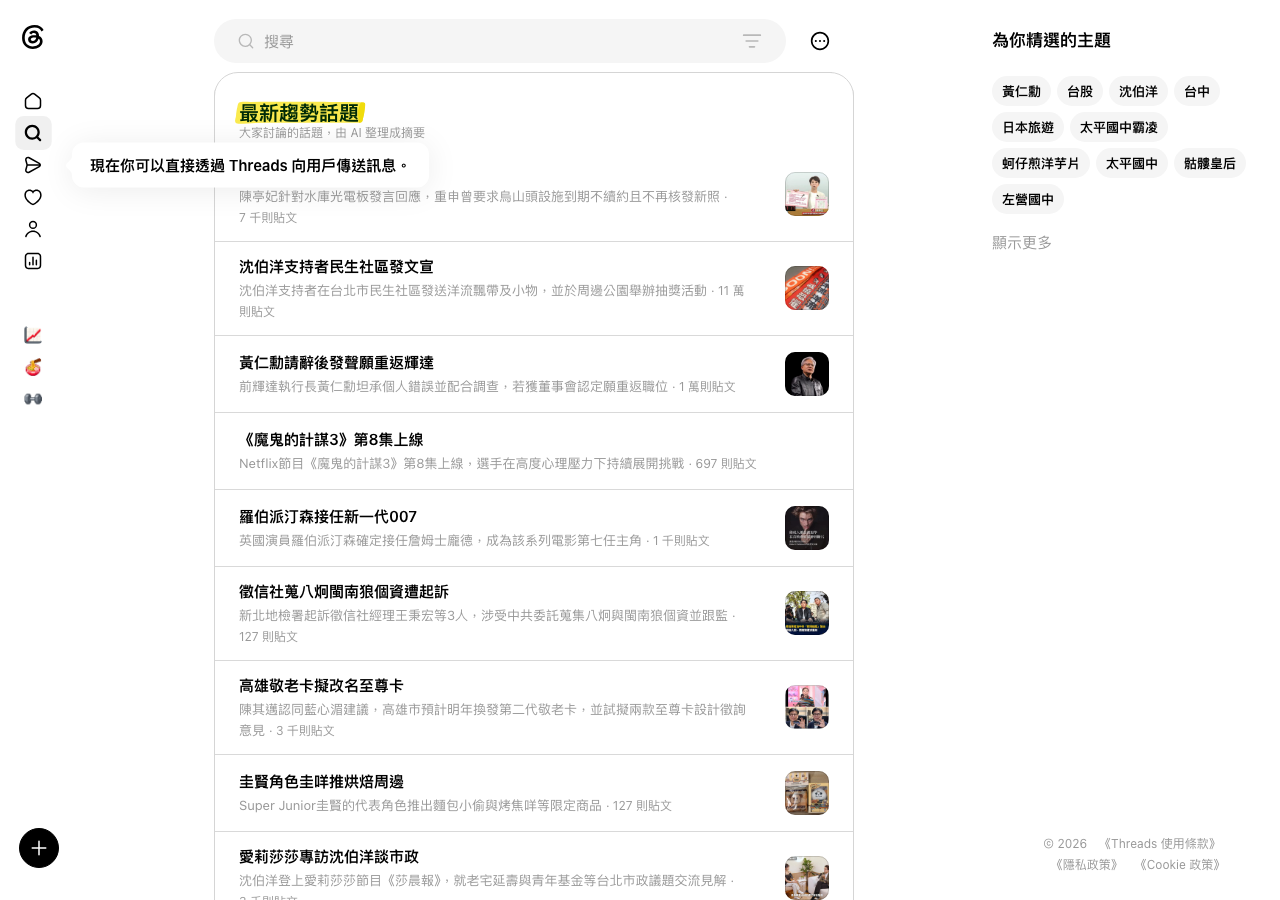 搜尋
最新趨勢話題
大家討論的話題，由 AI 整理成摘要
現在你可以直接透過 Threads 向用戶傳送訊息。
陳亭妃針對水庫光電板發言回應，重申曾要求烏山頭設施到期不續約且不再核發新照 ·
7 千則貼文
沈伯洋支持者民生社區發文宣
沈伯洋支持者在台北市民生社區發送洋流飄帶及小物，並於周邊公園舉辦抽獎活動 · 11 萬
則貼文
黃仁勳請辭後發聲願重返輝達
前輝達執行長黃仁勳坦承個人錯誤並配合調查，若獲董事會認定願重返職位 · 1 萬則貼文
《魔鬼的計謀3》第8集上線
Netflix節目《魔鬼的計謀3》第8集上線，選手在高度心理壓力下持續展開挑戰 · 697 則貼文
羅伯派汀森接任新一代007
英國演員羅伯派汀森確定接任詹姆士龐德，成為該系列電影第七任主角 · 1 千則貼文
徵信社蒐八炯閩南狼個資遭起訴
新北地檢署起訴徵信社經理王秉宏等3人，涉受中共委託蒐集八炯與閩南狼個資並跟監 ·
127 則貼文
高雄敬老卡擬改名至尊卡
陳其邁認同藍心湄建議，高雄市預計明年換發第二代敬老卡，並試擬兩款至尊卡設計徵詢
意見 · 3 千則貼文
圭賢角色圭咩推烘焙周邊
Super Junior圭賢的代表角色推出麵包小偷與烤焦咩等限定商品 · 127 則貼文
愛莉莎莎專訪沈伯洋談市政
沈伯洋登上愛莉莎莎節目《莎晨報》，就老宅延壽與青年基金等台北市政議題交流見解 ·
為你精選的主題
黃仁勳 台股 沈伯洋 台中
日本旅遊 太平國中霸凌
蚵仔煎洋芋片 太平國中 骷髏皇后
左營國中
顯示更多
© 2026 《Threads 使用條款》
《隱私政策》 《Cookie 政策》